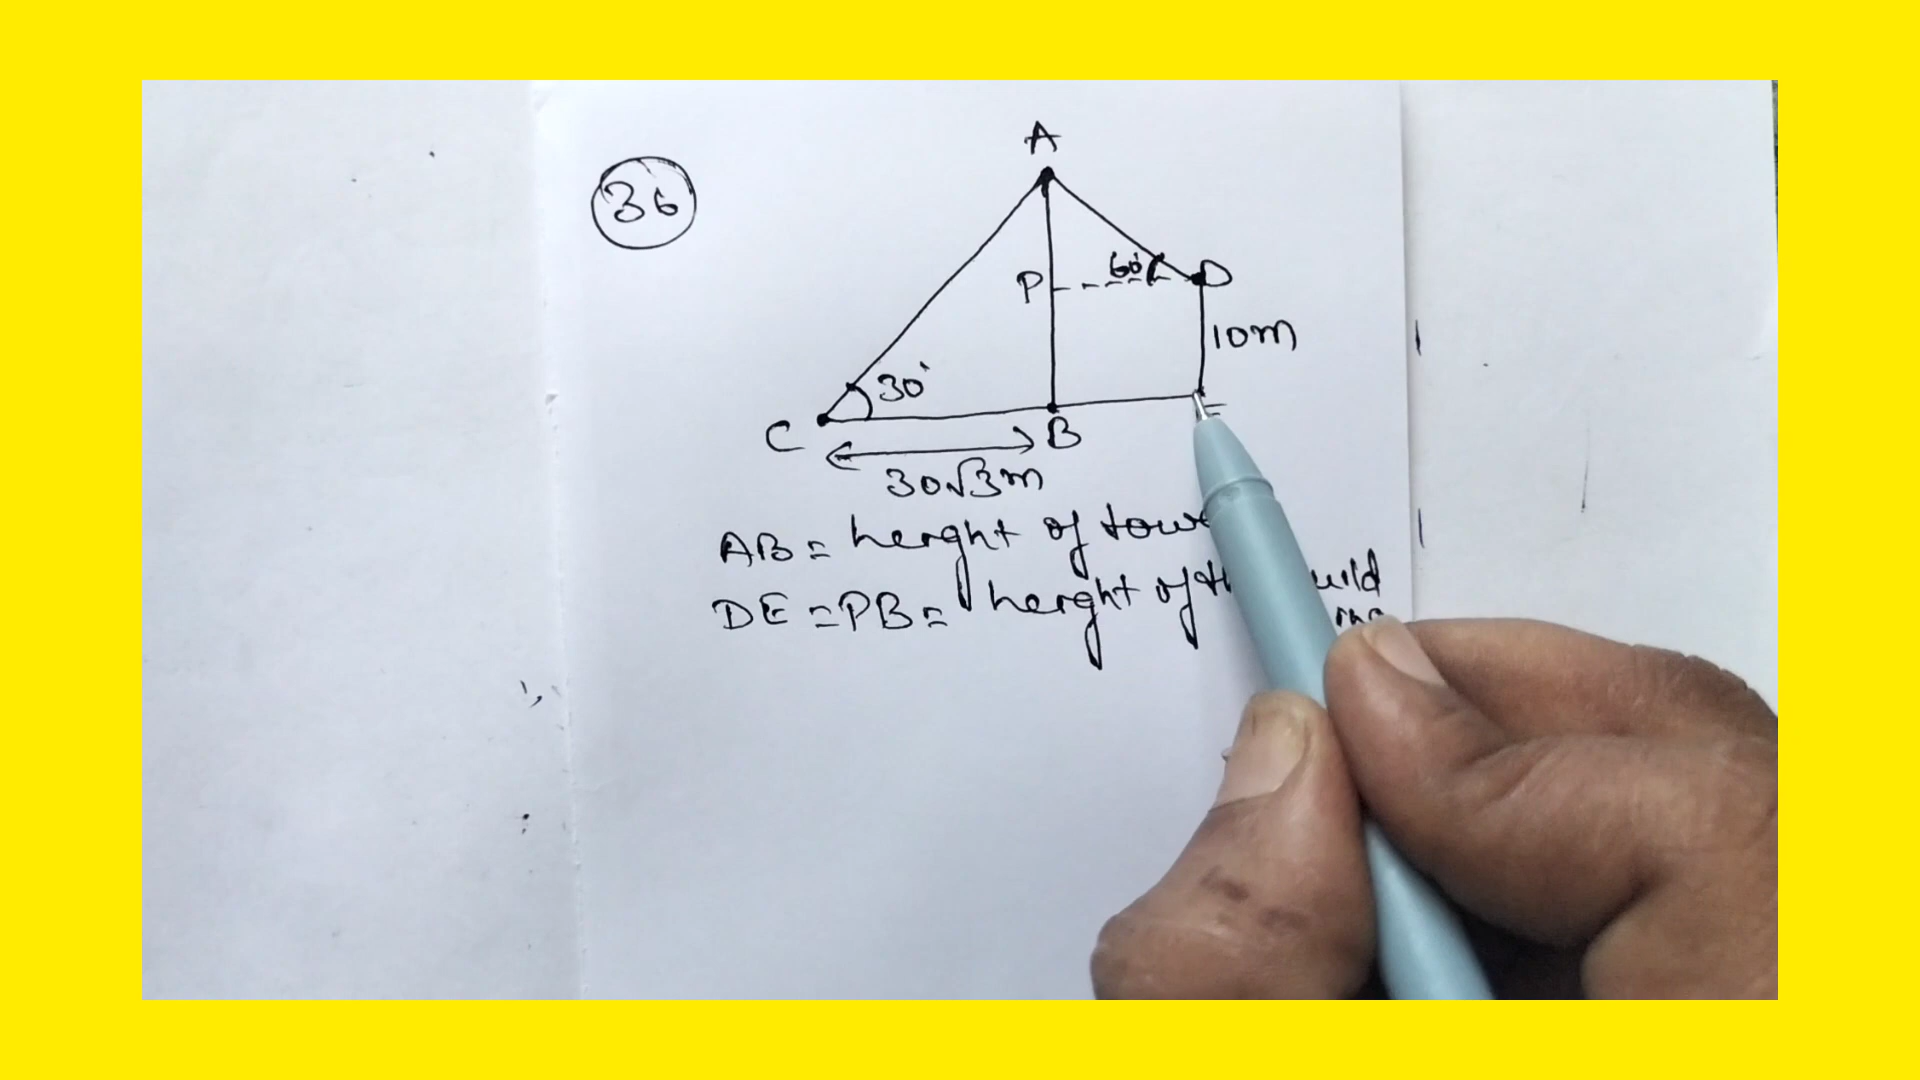 36
A
P 60° D
10m
30°
C B
30√3m
AB = height of
DE = PB = height of